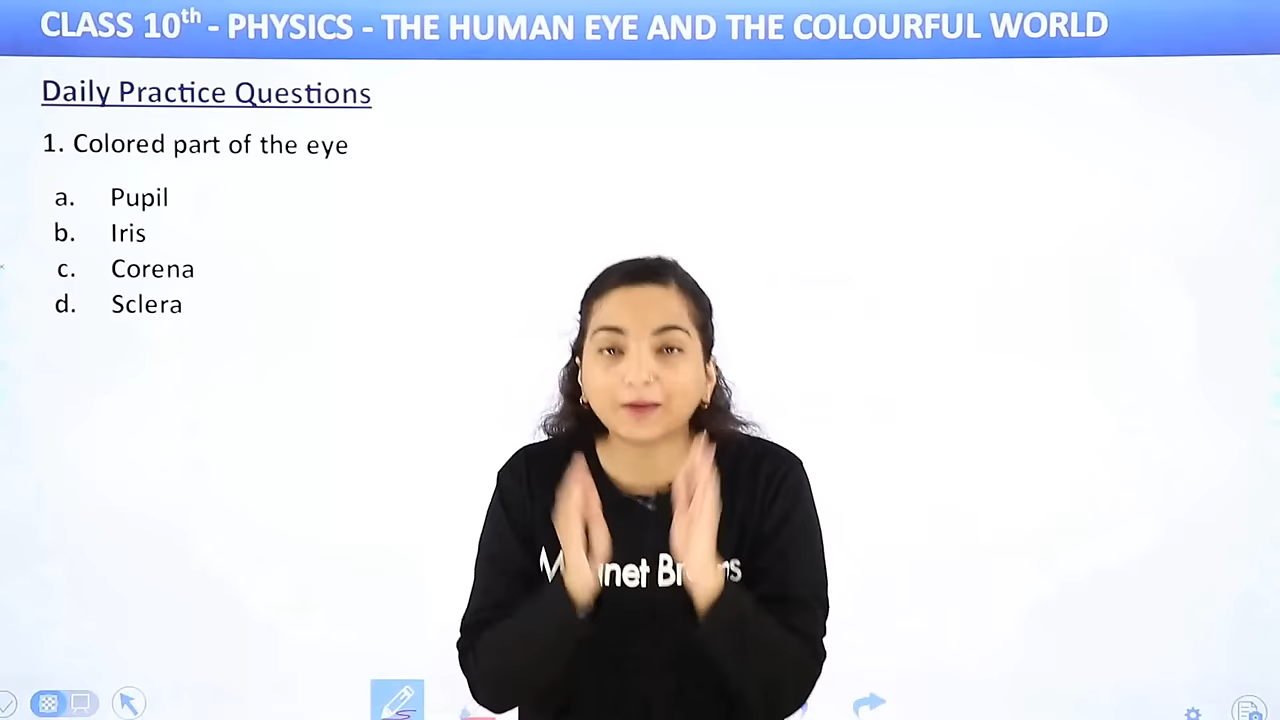 CLASS 10th - PHYSICS - THE HUMAN EYE AND THE COLOURFUL WORLD
Daily Practice Questions
1. Colored part of the eye
a. Pupil
b. Iris
c. Corena
d. Sclera